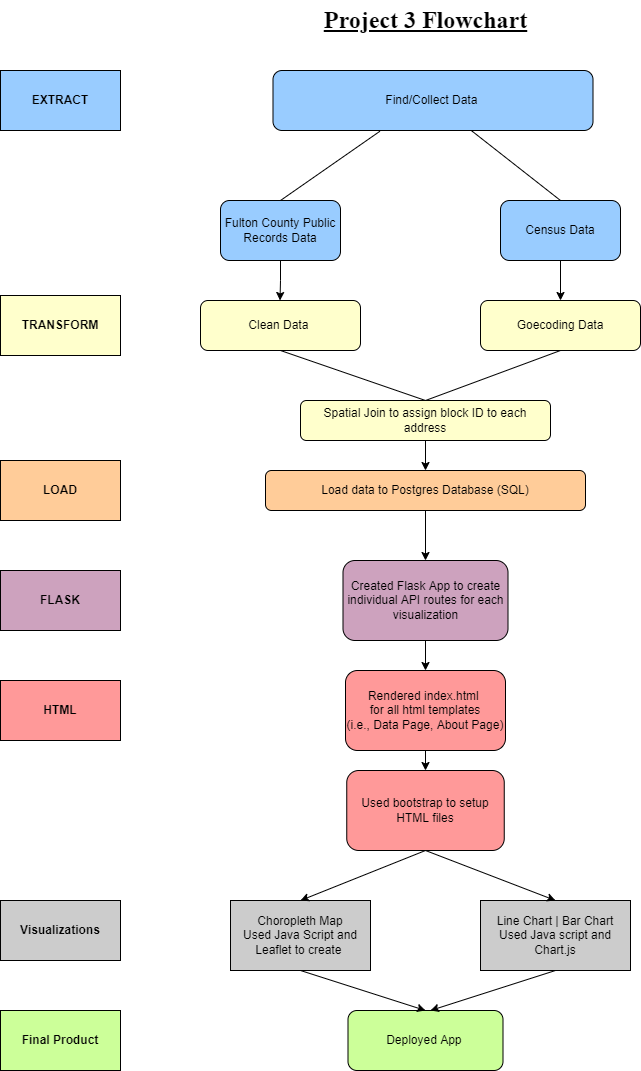 Project 3 Flowchart
EXTRACT
Find/Collect Data
Fulton County Public
Records Data
Census Data
TRANSFORM
Clean Data
Goecoding Data
Spatial Join to assign block ID to each
address
LOAD
Load data to Postgres Database (SQL)
FLASK
Created Flask App to create
individual API routes for each
visualization
HTML
Rendered index.html
for all html templates
(i.e., Data Page, About Page)
Used bootstrap to setup
HTML files
Visualizations
Choropleth Map
Used Java Script and
Leaflet to create
Line Chart | Bar Chart
Used Java script and
Chart.js
Final Product
Deployed App